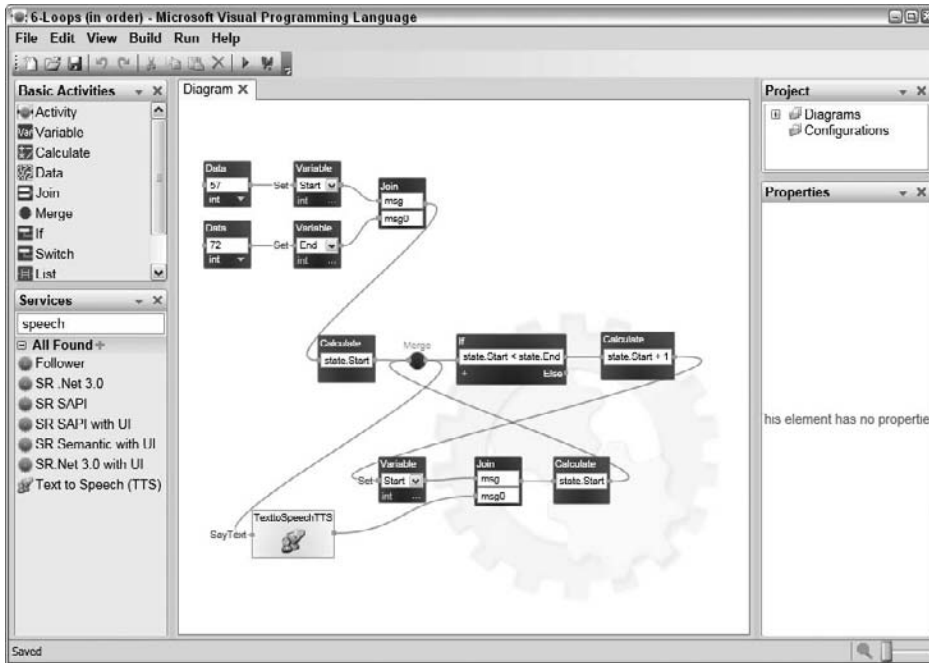 6-Loops (in order) - Microsoft Visual Programming Language
File Edit View Build Run Help
Basic Activities
Activity
Var Variable
Calculate
Data
Join
Merge
If
Switch
List
Services
speech
All Found
Follower
SR .Net 3.0
SR SAPI
SR SAPI with UI
SR Semantic with UI
SR.Net 3.0 with UI
Text to Speech (TTS)
Diagram X
Data
57
int
Set
Variable
Start
int ...
Join
msg
msg0
Data
72
int
Set
Variable
End
int ...
Calculate
state.Start
Merge
If
state.Start < state.End
+ Else
Calculate
state.Start + 1
Set
Variable
Start
int ...
Join
msg
msg0
Calculate
state.Start
SayText
TexttoSpeechTTS
Project
Diagrams
Configurations
Properties
his element has no propertie
Saved